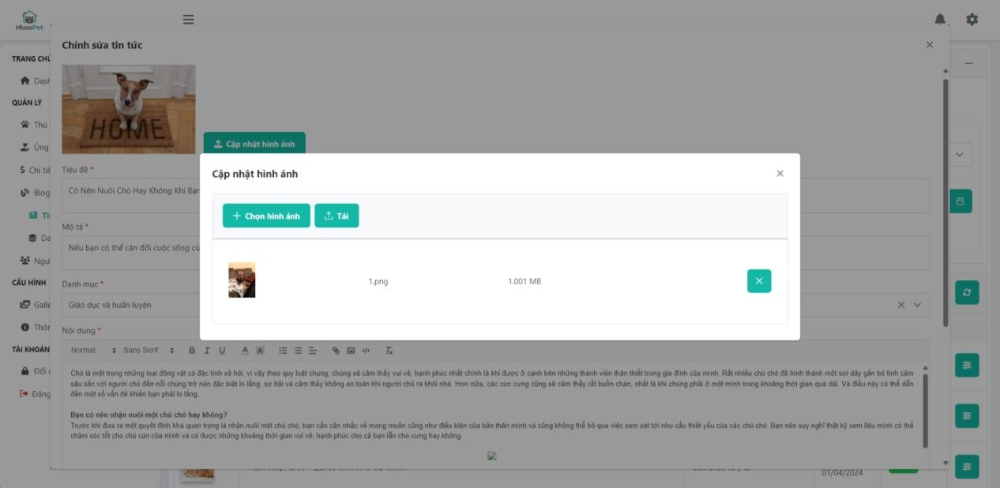 HucePet
Chỉnh sửa tin tức
TRANG CHỦ
Dash
QUẢN LÝ
Thú
HOME
Ủng
Cập nhật hình ảnh
Cập nhật hình ảnh
Tiêu đề *
$ Chi tiê
Blog
Có Nên Nuôi Chó Hay Không Khi Bạn
Chọn hình ảnh
Tải
Mô tả *
Nếu bạn có thể cân đối cuộc sống củ
Ngư
1.png
1.001 MB
CẤU HÌNH
Danh mục *
Galle
Giáo dục và huấn luyện
Thôn
Nội dung *
TÀI KHOẢN
Normal
Sans Serif
B I U A A
Đổi
Đăng
Chó là một trong những loại động vật có đặc tính xã hội, vì vậy theo quy luật chung, chúng sẽ cảm thấy vui vẻ, hạnh phúc nhất chính là khi được ở cạnh bên những thành viên thân thiết trong gia đình của mình. Rất nhiều chú chó đã hình thành một sợi dây gắn bó tình cảm
sâu sắc với người chủ đến nỗi chúng trở nên đặc biệt lo lắng, sợ hãi và cảm thấy không an toàn khi người chủ ra khỏi nhà. Hơn nữa, các cún cưng cũng sẽ cảm thấy rất buồn chán, nhất là khi chúng phải ở một mình trong khoảng thời gian quá dài. Và điều này có thể dẫn
đến một số vấn đề khiến bạn phải lo lắng.
Bạn có nên nhận nuôi một chú chó hay không?
Trước khi đưa ra một quyết định khá quan trọng là nhận nuôi một chú chó, bạn cần cân nhắc về mong muốn cũng như điều kiện của bản thân mình và cũng không thể bỏ qua việc xem xét tới nhu cầu thiết yếu của các chú chó. Bạn nên suy nghĩ thật kỹ xem liệu mình có thể
chăm sóc tốt cho chú cún của mình và có được những khoảng thời gian vui vẻ, hạnh phúc cho cả bạn lẫn chó cưng hay không.
01/04/2024